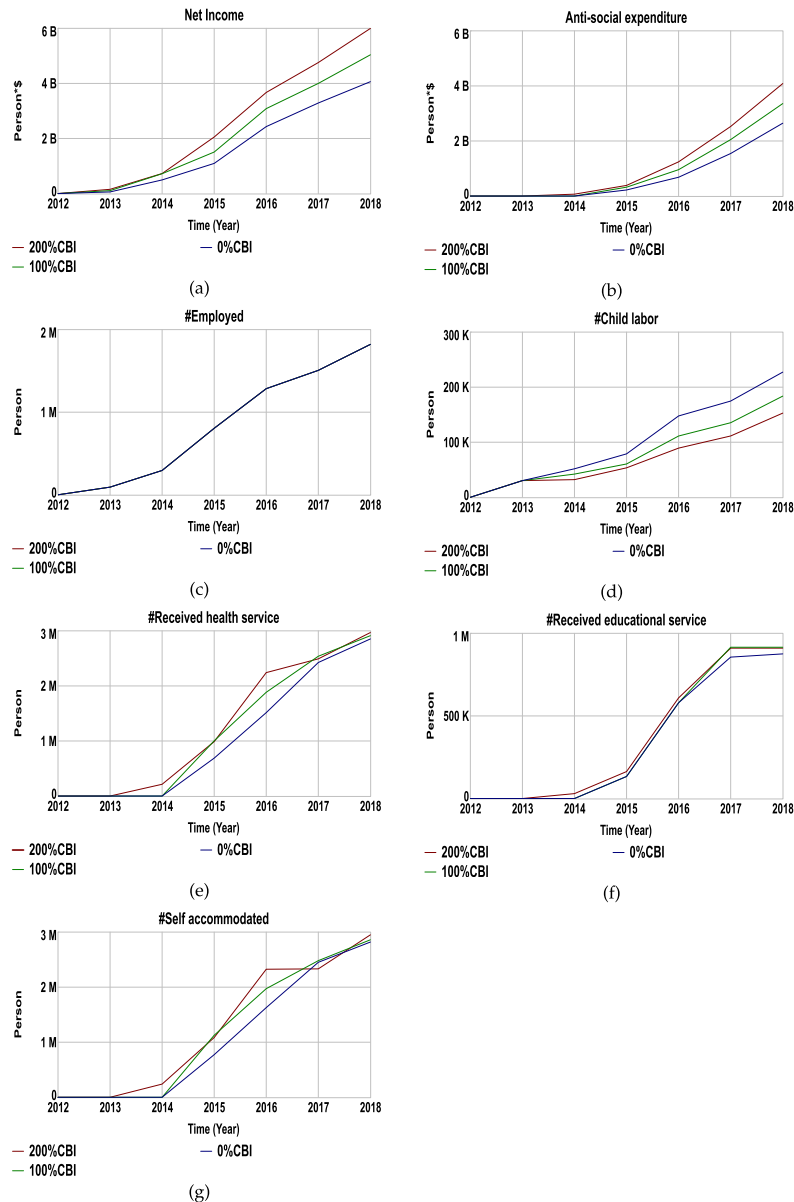 Net Income
6 B
4 B
2 B
0
Person*$
2012 2013 2014 2015 2016 2017 2018
Time (Year)
200%CBI 0%CBI
100%CBI
(a)
Anti-social expenditure
6 B
4 B
2 B
0
Person*$
2012 2013 2014 2015 2016 2017 2018
Time (Year)
200%CBI 0%CBI
100%CBI
(b)
#Employed
2 M
1 M
0
Person
2012 2013 2014 2015 2016 2017 2018
Time (Year)
200%CBI 0%CBI
100%CBI
(c)
#Child labor
300 K
200 K
100 K
0
Person
2012 2013 2014 2015 2016 2017 2018
Time (Year)
200%CBI 0%CBI
100%CBI
(d)
#Received health service
3 M
2 M
1 M
0
Person
2012 2013 2014 2015 2016 2017 2018
Time (Year)
200%CBI 0%CBI
100%CBI
(e)
#Received educational service
1 M
500 K
0
Person
2012 2013 2014 2015 2016 2017 2018
Time (Year)
200%CBI 0%CBI
100%CBI
(f)
#Self accommodated
3 M
2 M
1 M
0
Person
2012 2013 2014 2015 2016 2017 2018
Time (Year)
200%CBI 0%CBI
100%CBI
(g)